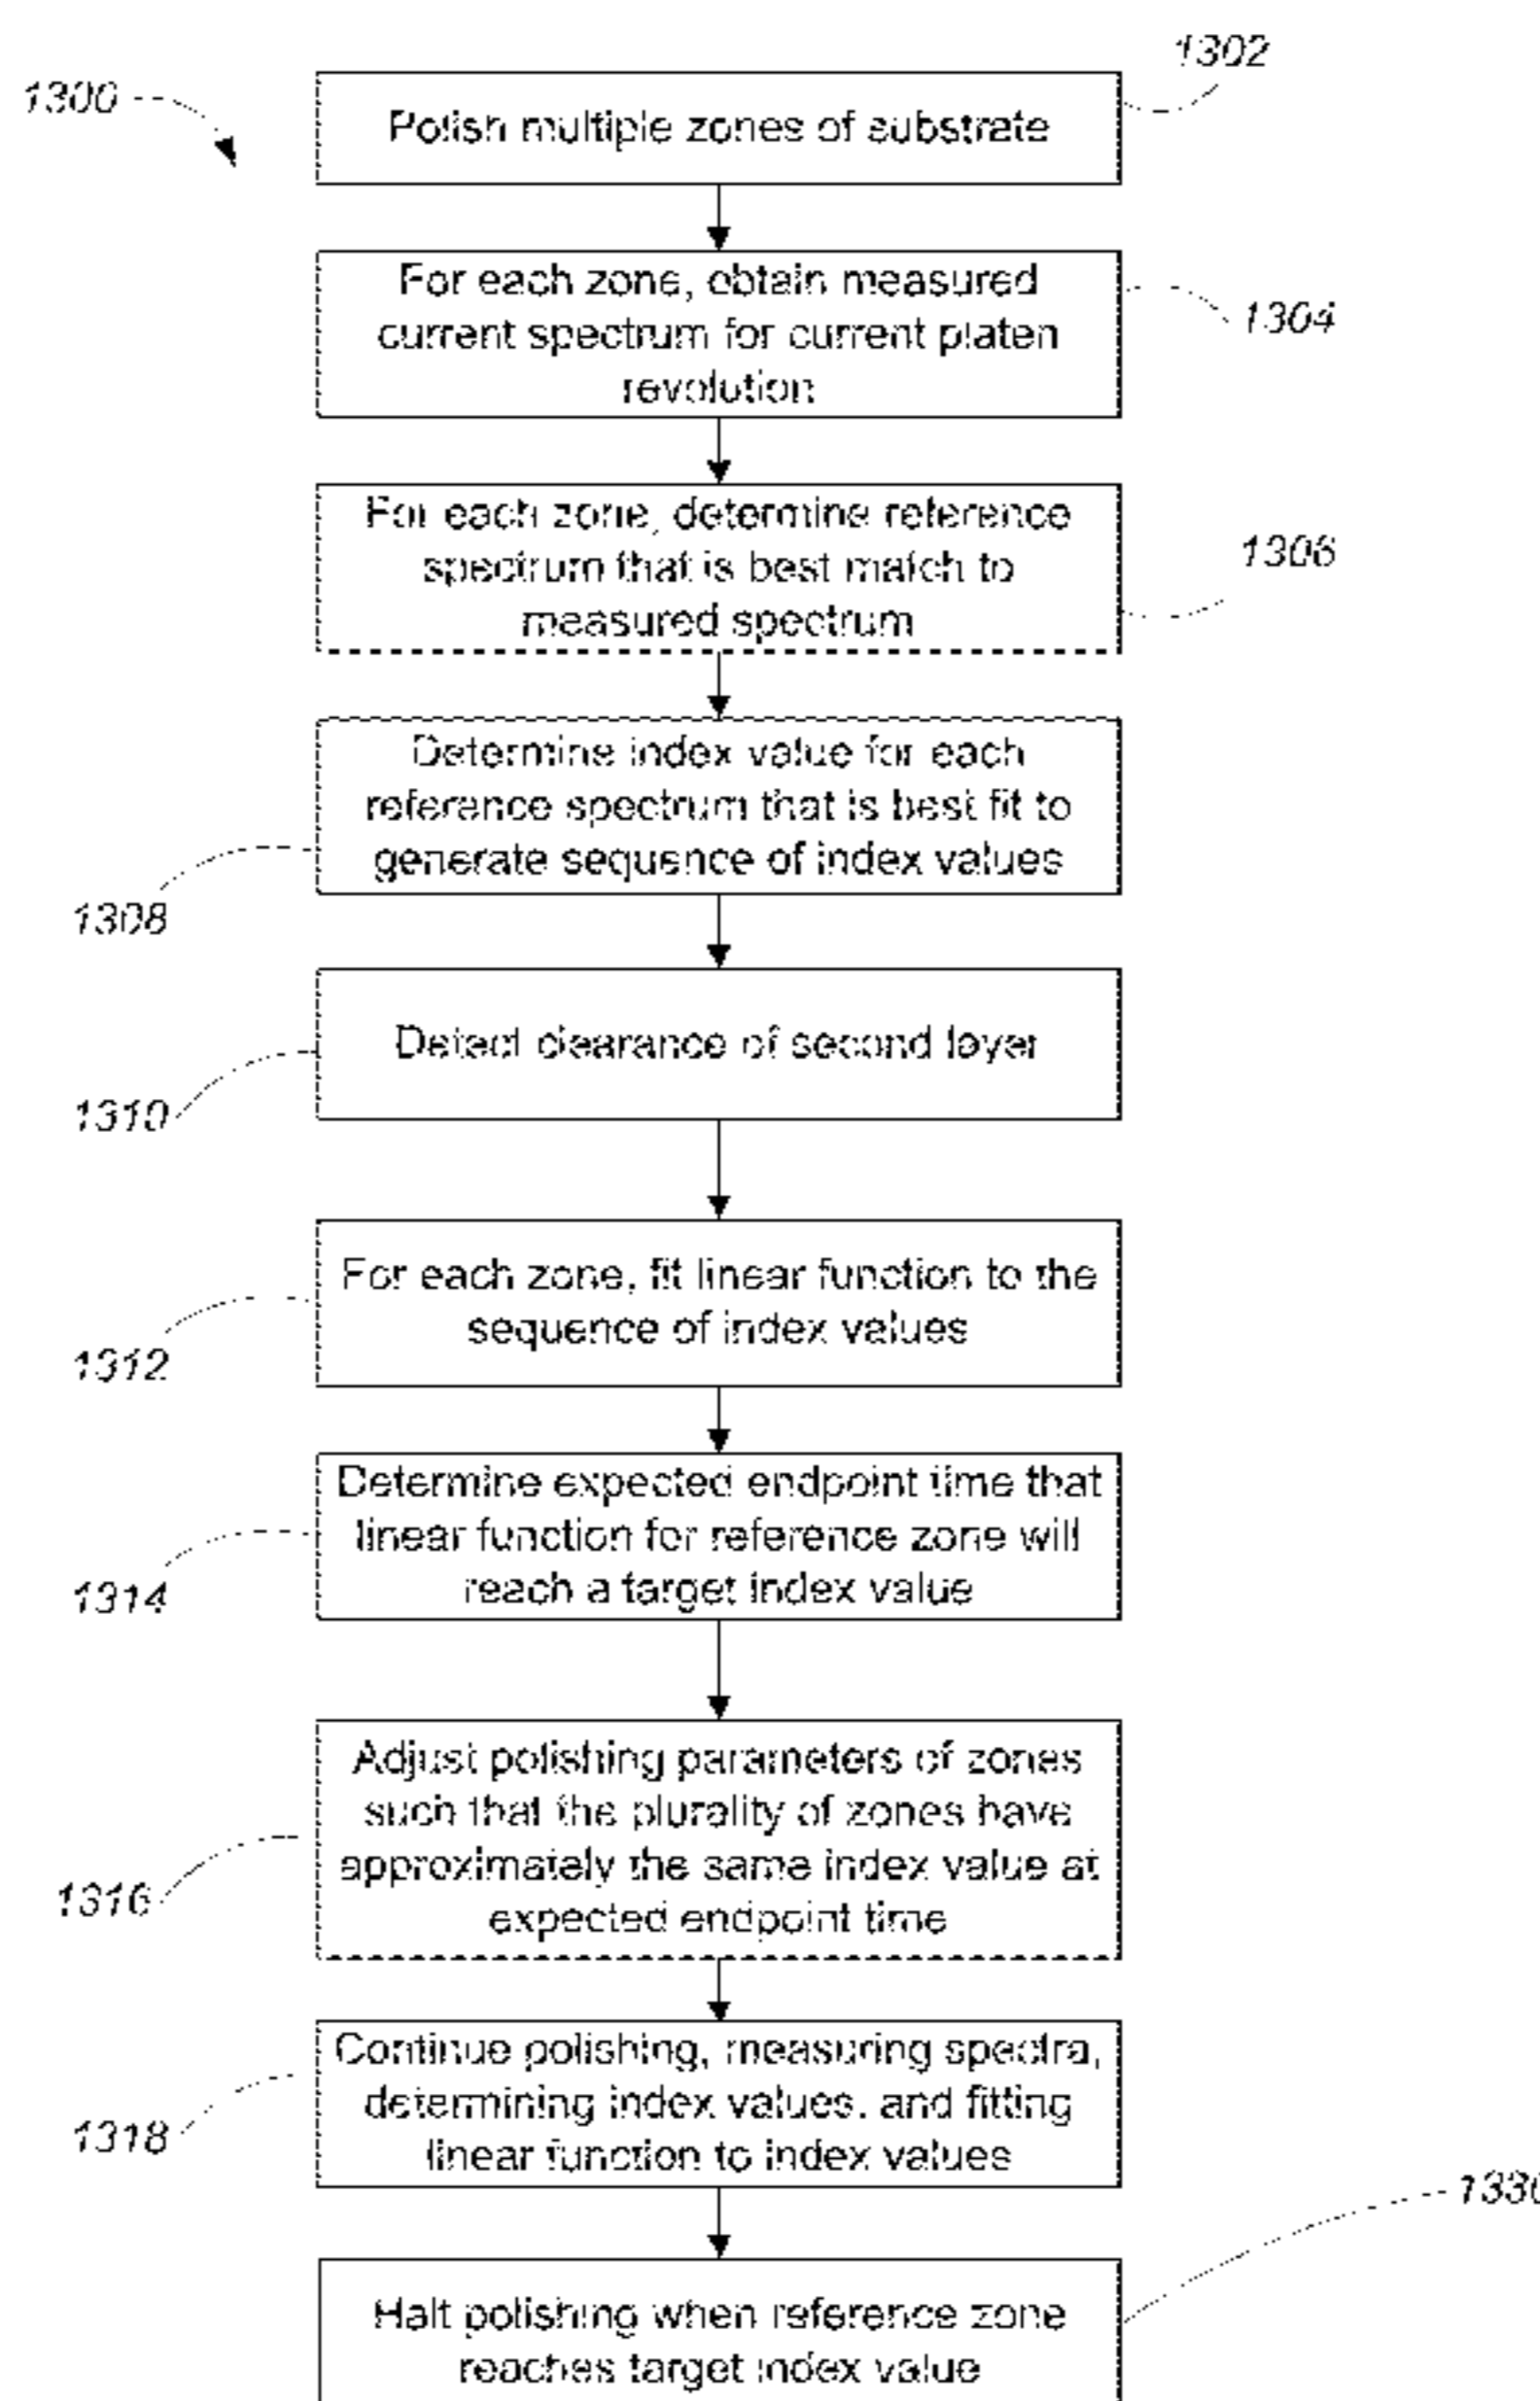 1300
1302
Polish multiple zones of substrate
For each zone, obtain measured
current spectrum for current platen
revolution
1304
For each zone, determine reference
spectrum that is best match to
measured spectrum
1306
Determine index value for each
reference spectrum that is best fit to
generate sequence of index values
1308
Detect clearance of second layer
1310
For each zone, fit linear function to the
sequence of index values
1312
Determine expected endpoint time that
linear function for reference zone will
reach a target index value
1314
Adjust polishing parameters of zones
such that the plurality of zones have
approximately the same index value at
expected endpoint time
1316
Continue polishing, measuring spectra,
determining index values, and fitting
linear function to index values
1318
1330
Halt polishing when reference zone
reaches target index value